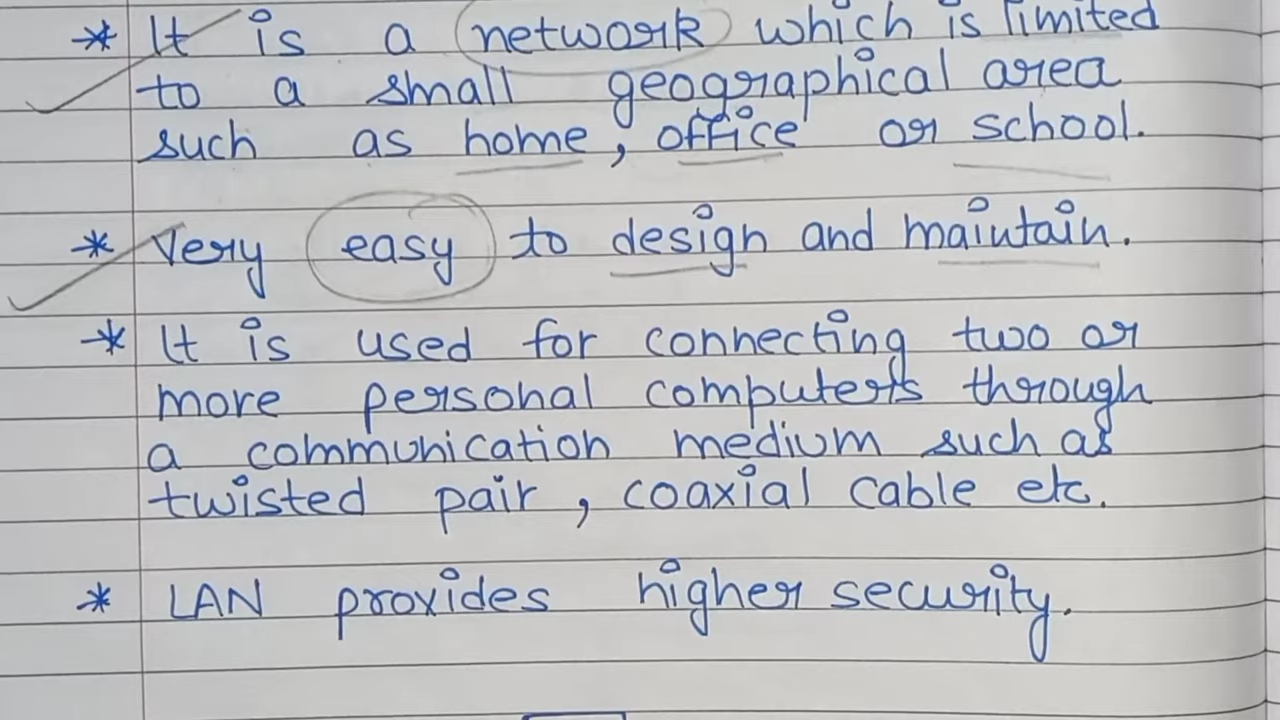 * It is a network which is limited
to a small geographical area
such as home, office or school.
* Very easy to design and maintain.
* It is used for connecting two or
more personal computers through
a communication medium such as
twisted pair, coaxial cable etc.
* LAN provides higher security.